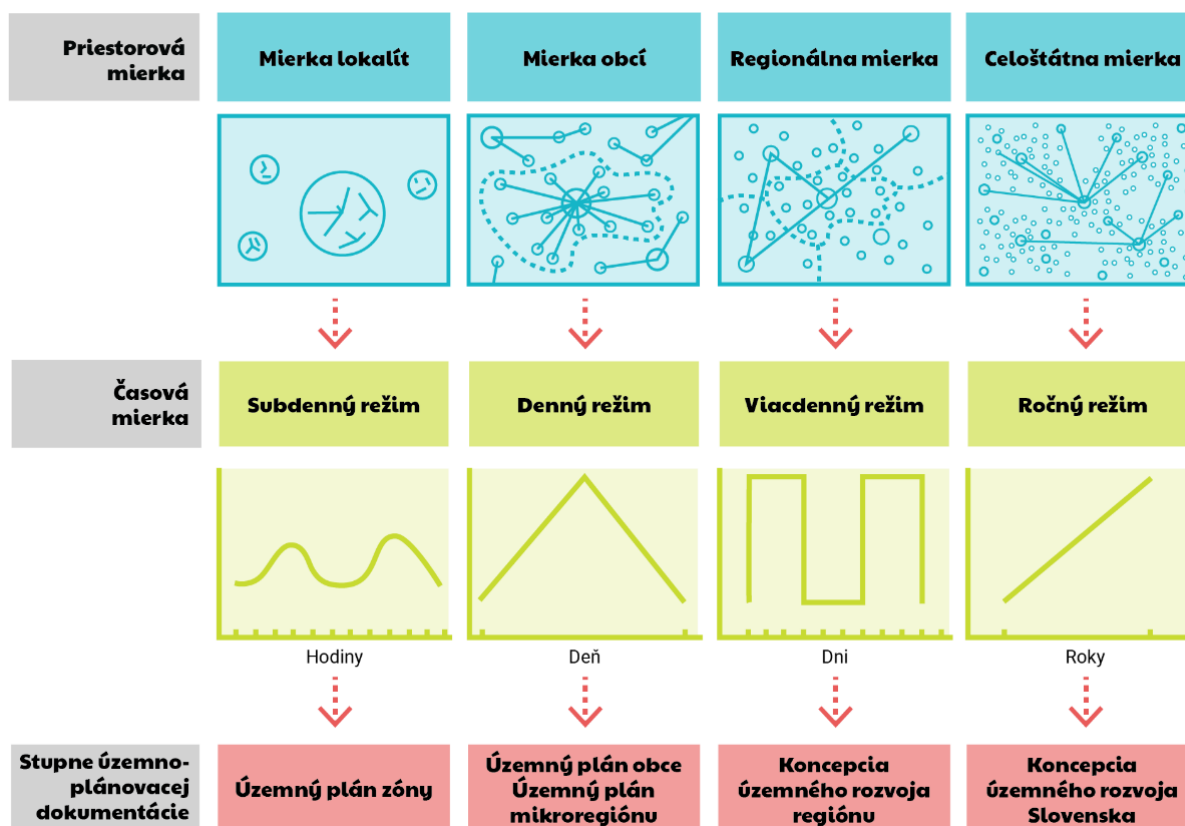 Priestorová
mierka
Mierka lokalít
Mierka obcí
Regionálna mierka
Celoštátna mierka
Časová
mierka
Subdenný režim
Denný režim
Viacdenný režim
Ročný režim
Hodiny
Deň
Dni
Roky
Stupne územno-
plánovacej
dokumentácie
Územný plán zóny
Územný plán obce
Územný plán
mikroregiónu
Koncepcia
územného rozvoja
regiónu
Koncepcia
územného rozvoja
Slovenska